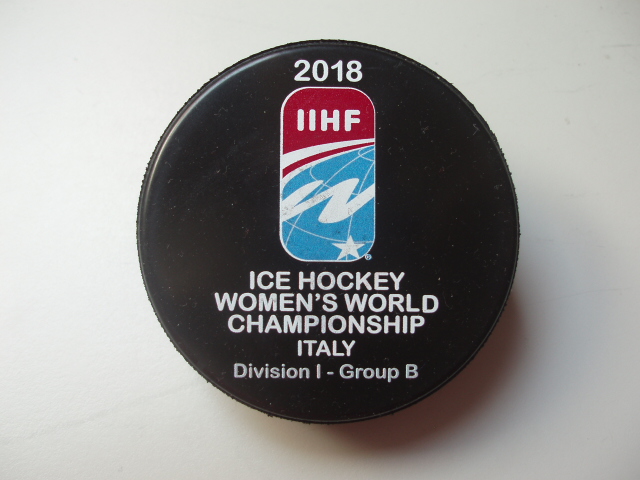 2018
IIHF
®
ICE HOCKEY
WOMEN'S WORLD
CHAMPIONSHIP
ITALY
Division I - Group B